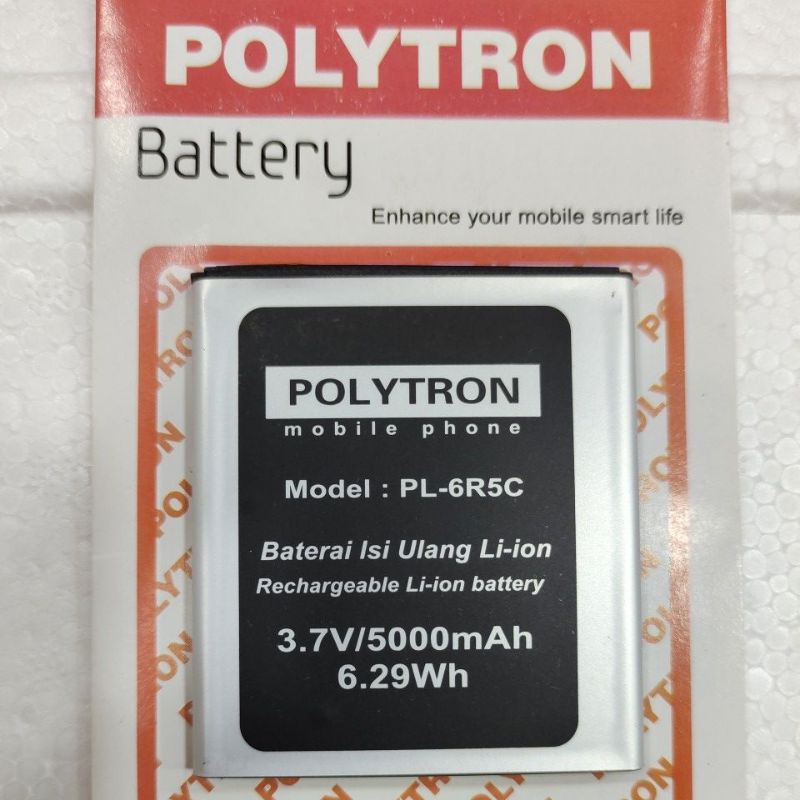 POLYTRON
Battery
Enhance your mobile smart life
POLYTRON
mobile phone
Model : PL-6R5C
Baterai Isi Ulang Li-ion
Rechargeable Li-ion battery
3.7V/5000mAh
6.29Wh